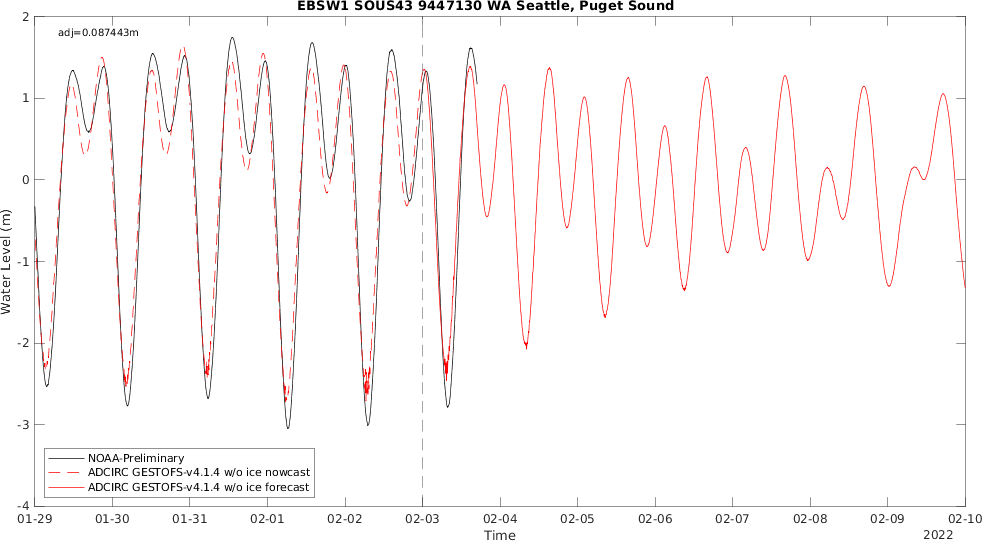 EBSW1 SOUS43 9447130 WA Seattle, Puget Sound
adj=0.087443m
2
1
0
-1
-2
-3
-4
Water Level (m)
NOAA-Preliminary
ADCIRC GESTOFS-v4.1.4 w/o ice nowcast
ADCIRC GESTOFS-v4.1.4 w/o ice forecast
01-29 01-30 01-31 02-01 02-02 02-03 02-04 02-05 02-06 02-07 02-08 02-09 02-10
Time
2022